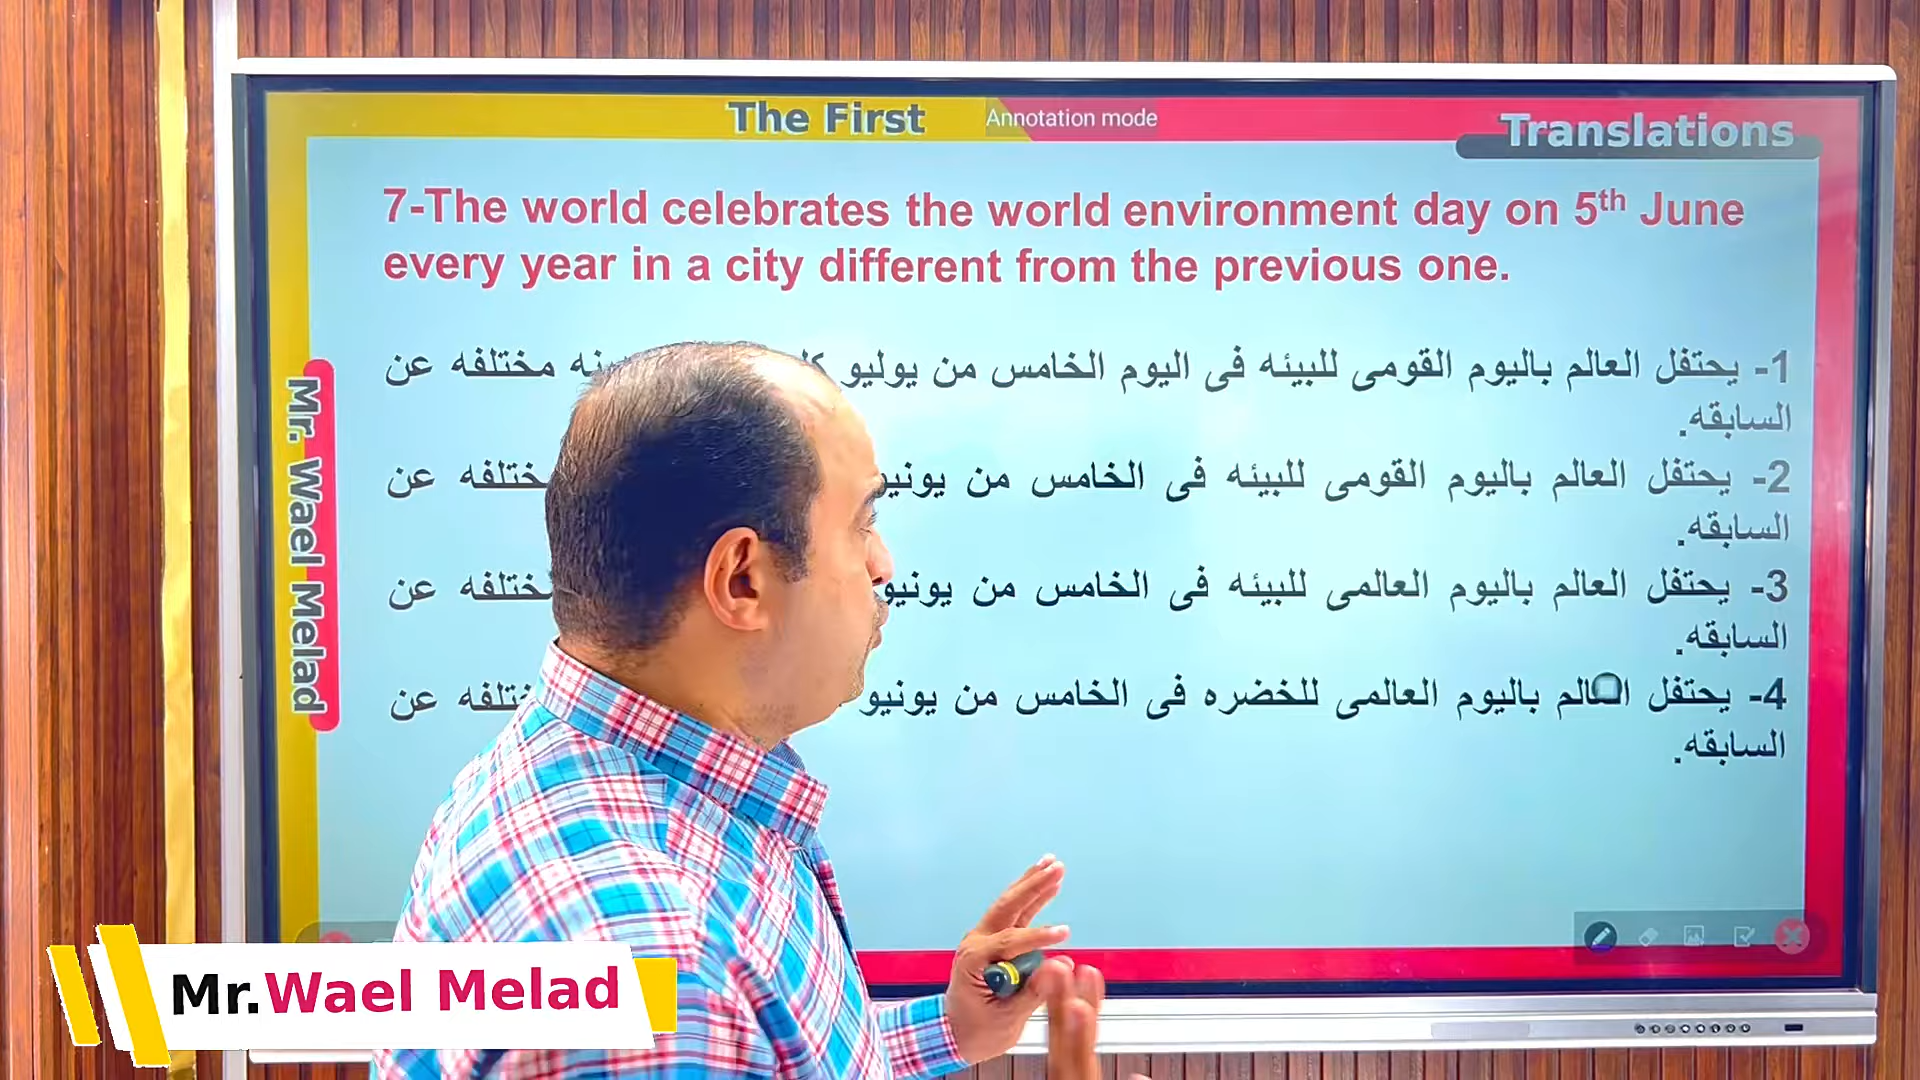 The First
Annotation mode
Translations
7-The world celebrates the world environment day on 5th June
every year in a city different from the previous one.
1- يحتفل العالم باليوم القومى للبيئه فى اليوم الخامس من يوليو مختلفه عن
السابقه.
2- يحتفل العالم باليوم القومى للبيئه فى الخامس من يونيو عن
السابقه.
3- يحتفل العالم باليوم العالمى للبيئه فى الخامس من يونيو عن
السابقه.
4- يحتفل العالم باليوم العالمى للخضره فى الخامس من يونيو عن
السابقه.
Mr. Wael Melad
Mr.Wael Melad